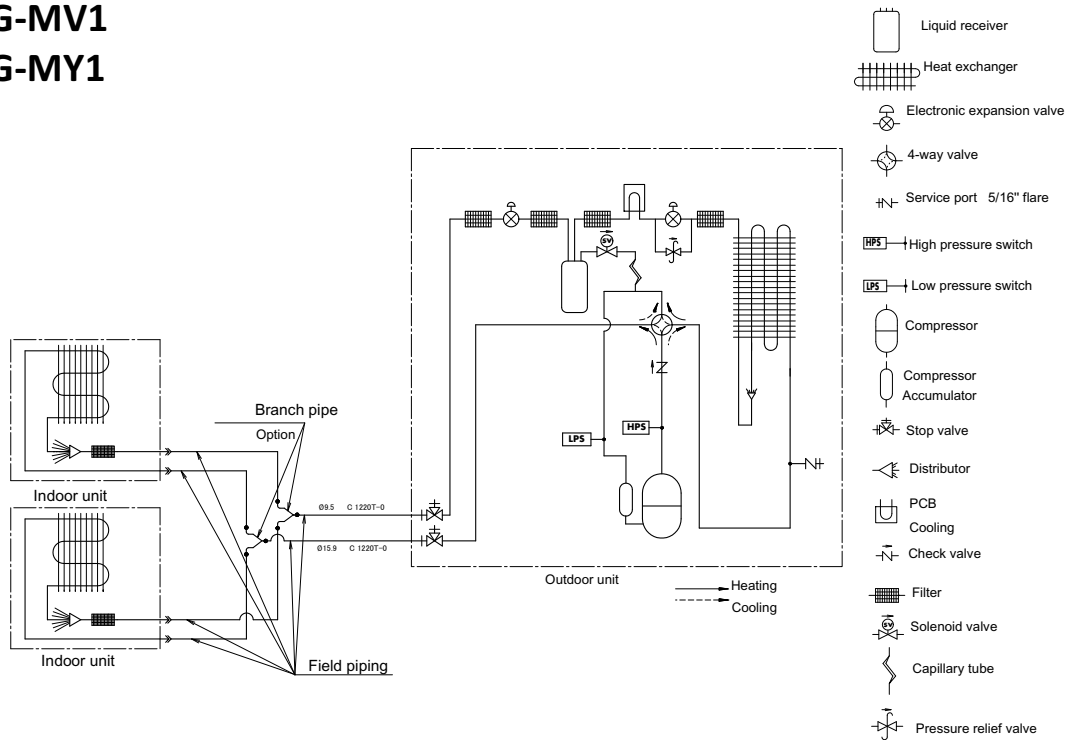 G-MV1
G-MY1
Liquid receiver
Heat exchanger
Electronic expansion valve
4-way valve
Service port 5/16" flare
HPS High pressure switch
LPS Low pressure switch
Compressor
Compressor
Accumulator
Stop valve
Distributor
PCB
Cooling
Check valve
Filter
SV Solenoid valve
Capillary tube
Pressure relief valve
SV
LPS
HPS
Branch pipe
Option
Indoor unit
Ø9.5 C 1220T-O
Ø15.9 C 1220T-O
Outdoor unit
Heating
Cooling
Indoor unit
Field piping